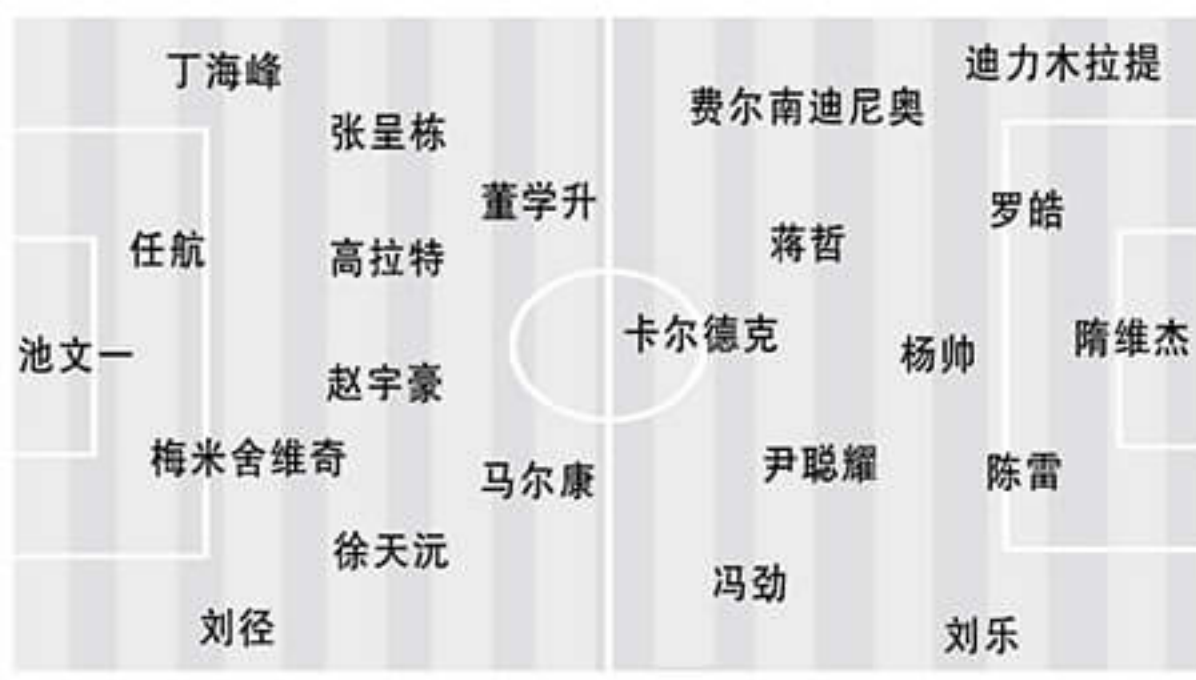 丁海峰
张呈栋
董学升
任航
高拉特
池文一
赵宇豪
梅米舍维奇
马尔康
徐天沅
刘径
迪力木拉提
费尔南迪尼奥
罗皓
蒋哲
卡尔德克
杨帅
隋维杰
尹聪耀
陈雷
冯劲
刘乐